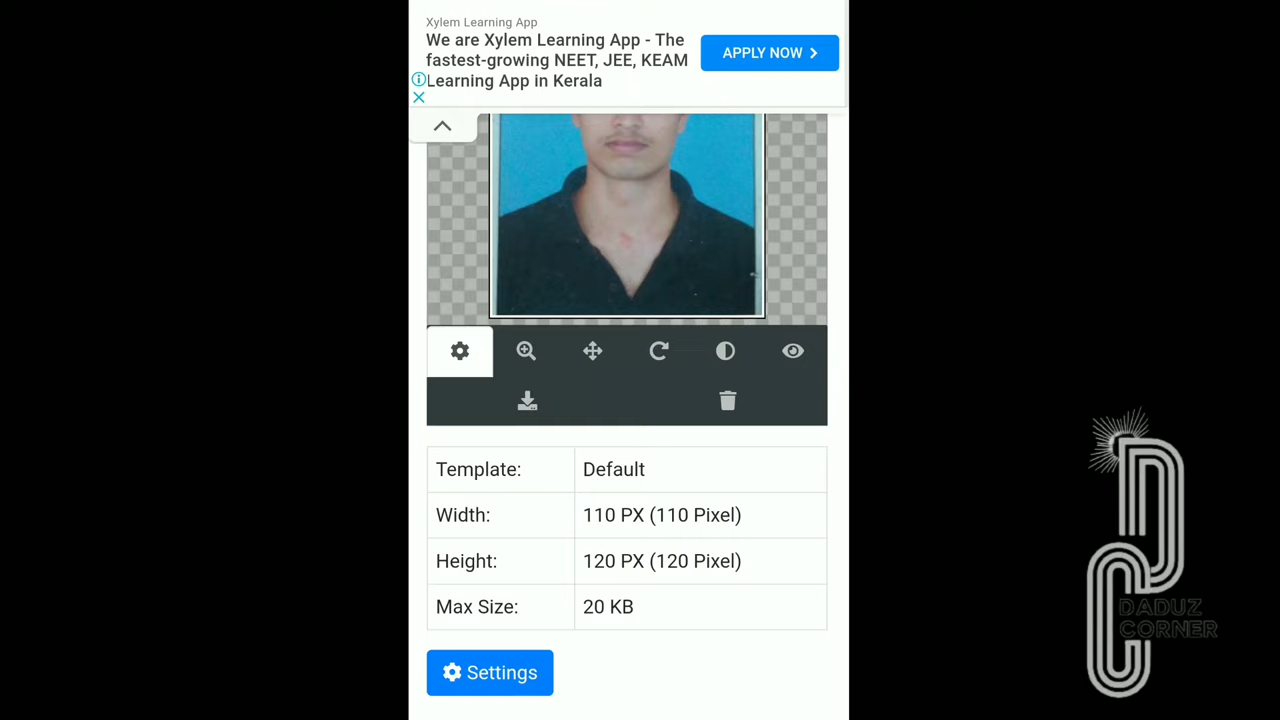 Xylem Learning App
We are Xylem Learning App - The
fastest-growing NEET, JEE, KEAM
Learning App in Kerala
APPLY NOW
Template: Default
Width: 110 PX (110 Pixel)
Height: 120 PX (120 Pixel)
Max Size: 20 KB
Settings
DADUZ
CORNER